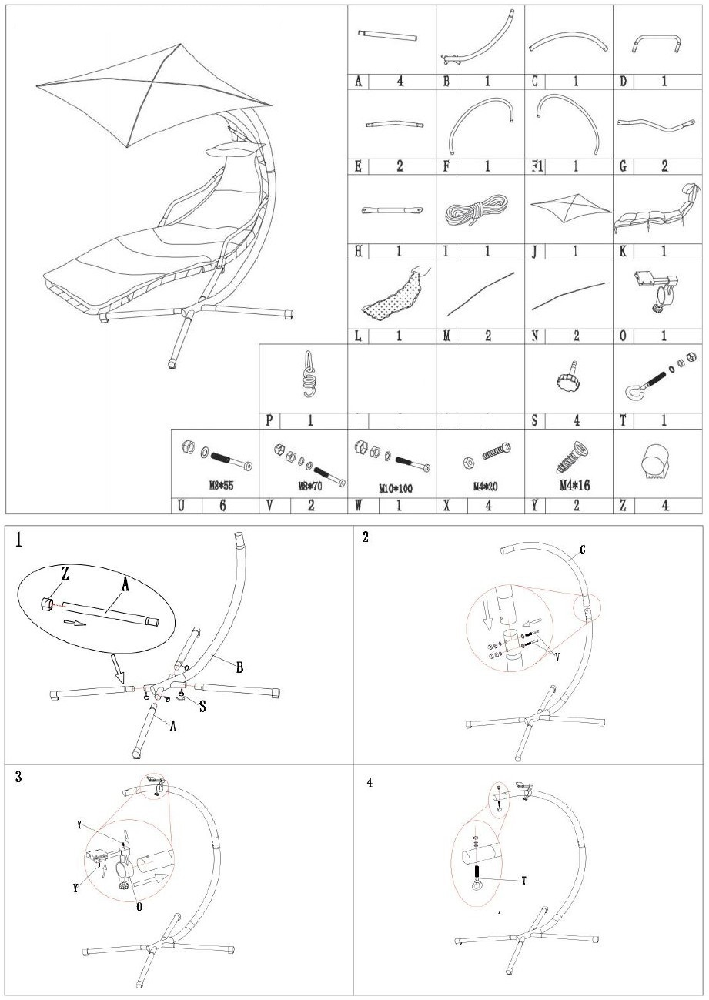 A 4 B 1 C 1 D 1
E 2 F 1 F1 1 G 2
H 1 I 1 J 1 K 1
L 1 M 2 N 2 O 1
P 1 S 4 T 1
M8*55 M8*70 M10*100 M4*20 M4*16
U 6 V 2 W 1 X 4 Y 2 Z 4
1
Z
A
B
S
A
2
C
V
3
Y
Y
O
4
T